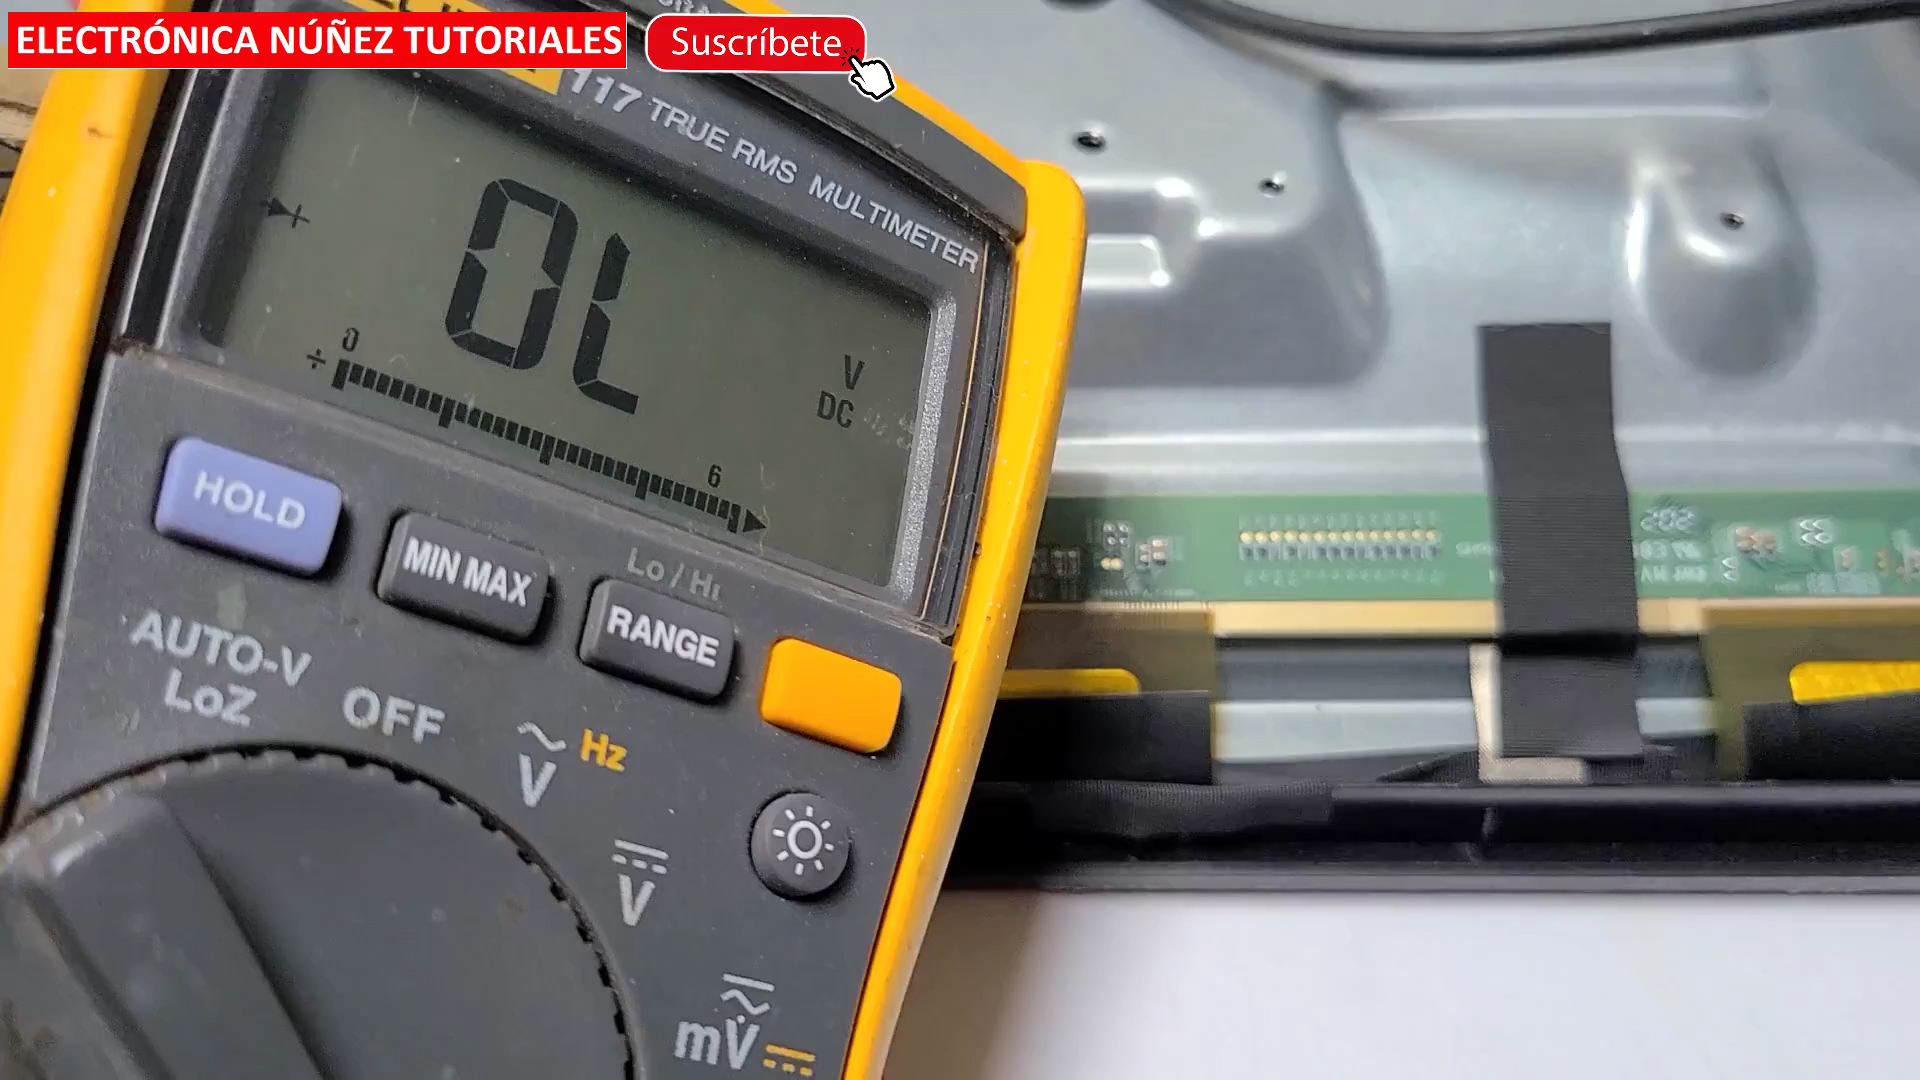 ELECTRÓNICA NÚÑEZ TUTORIALES
Suscríbete
117 TRUE RMS MULTIMETER
OL
V
DC
0
6
HOLD
MIN MAX
Lo / Hi
RANGE
AUTO-V
LoZ
OFF
V
Hz
V
mV